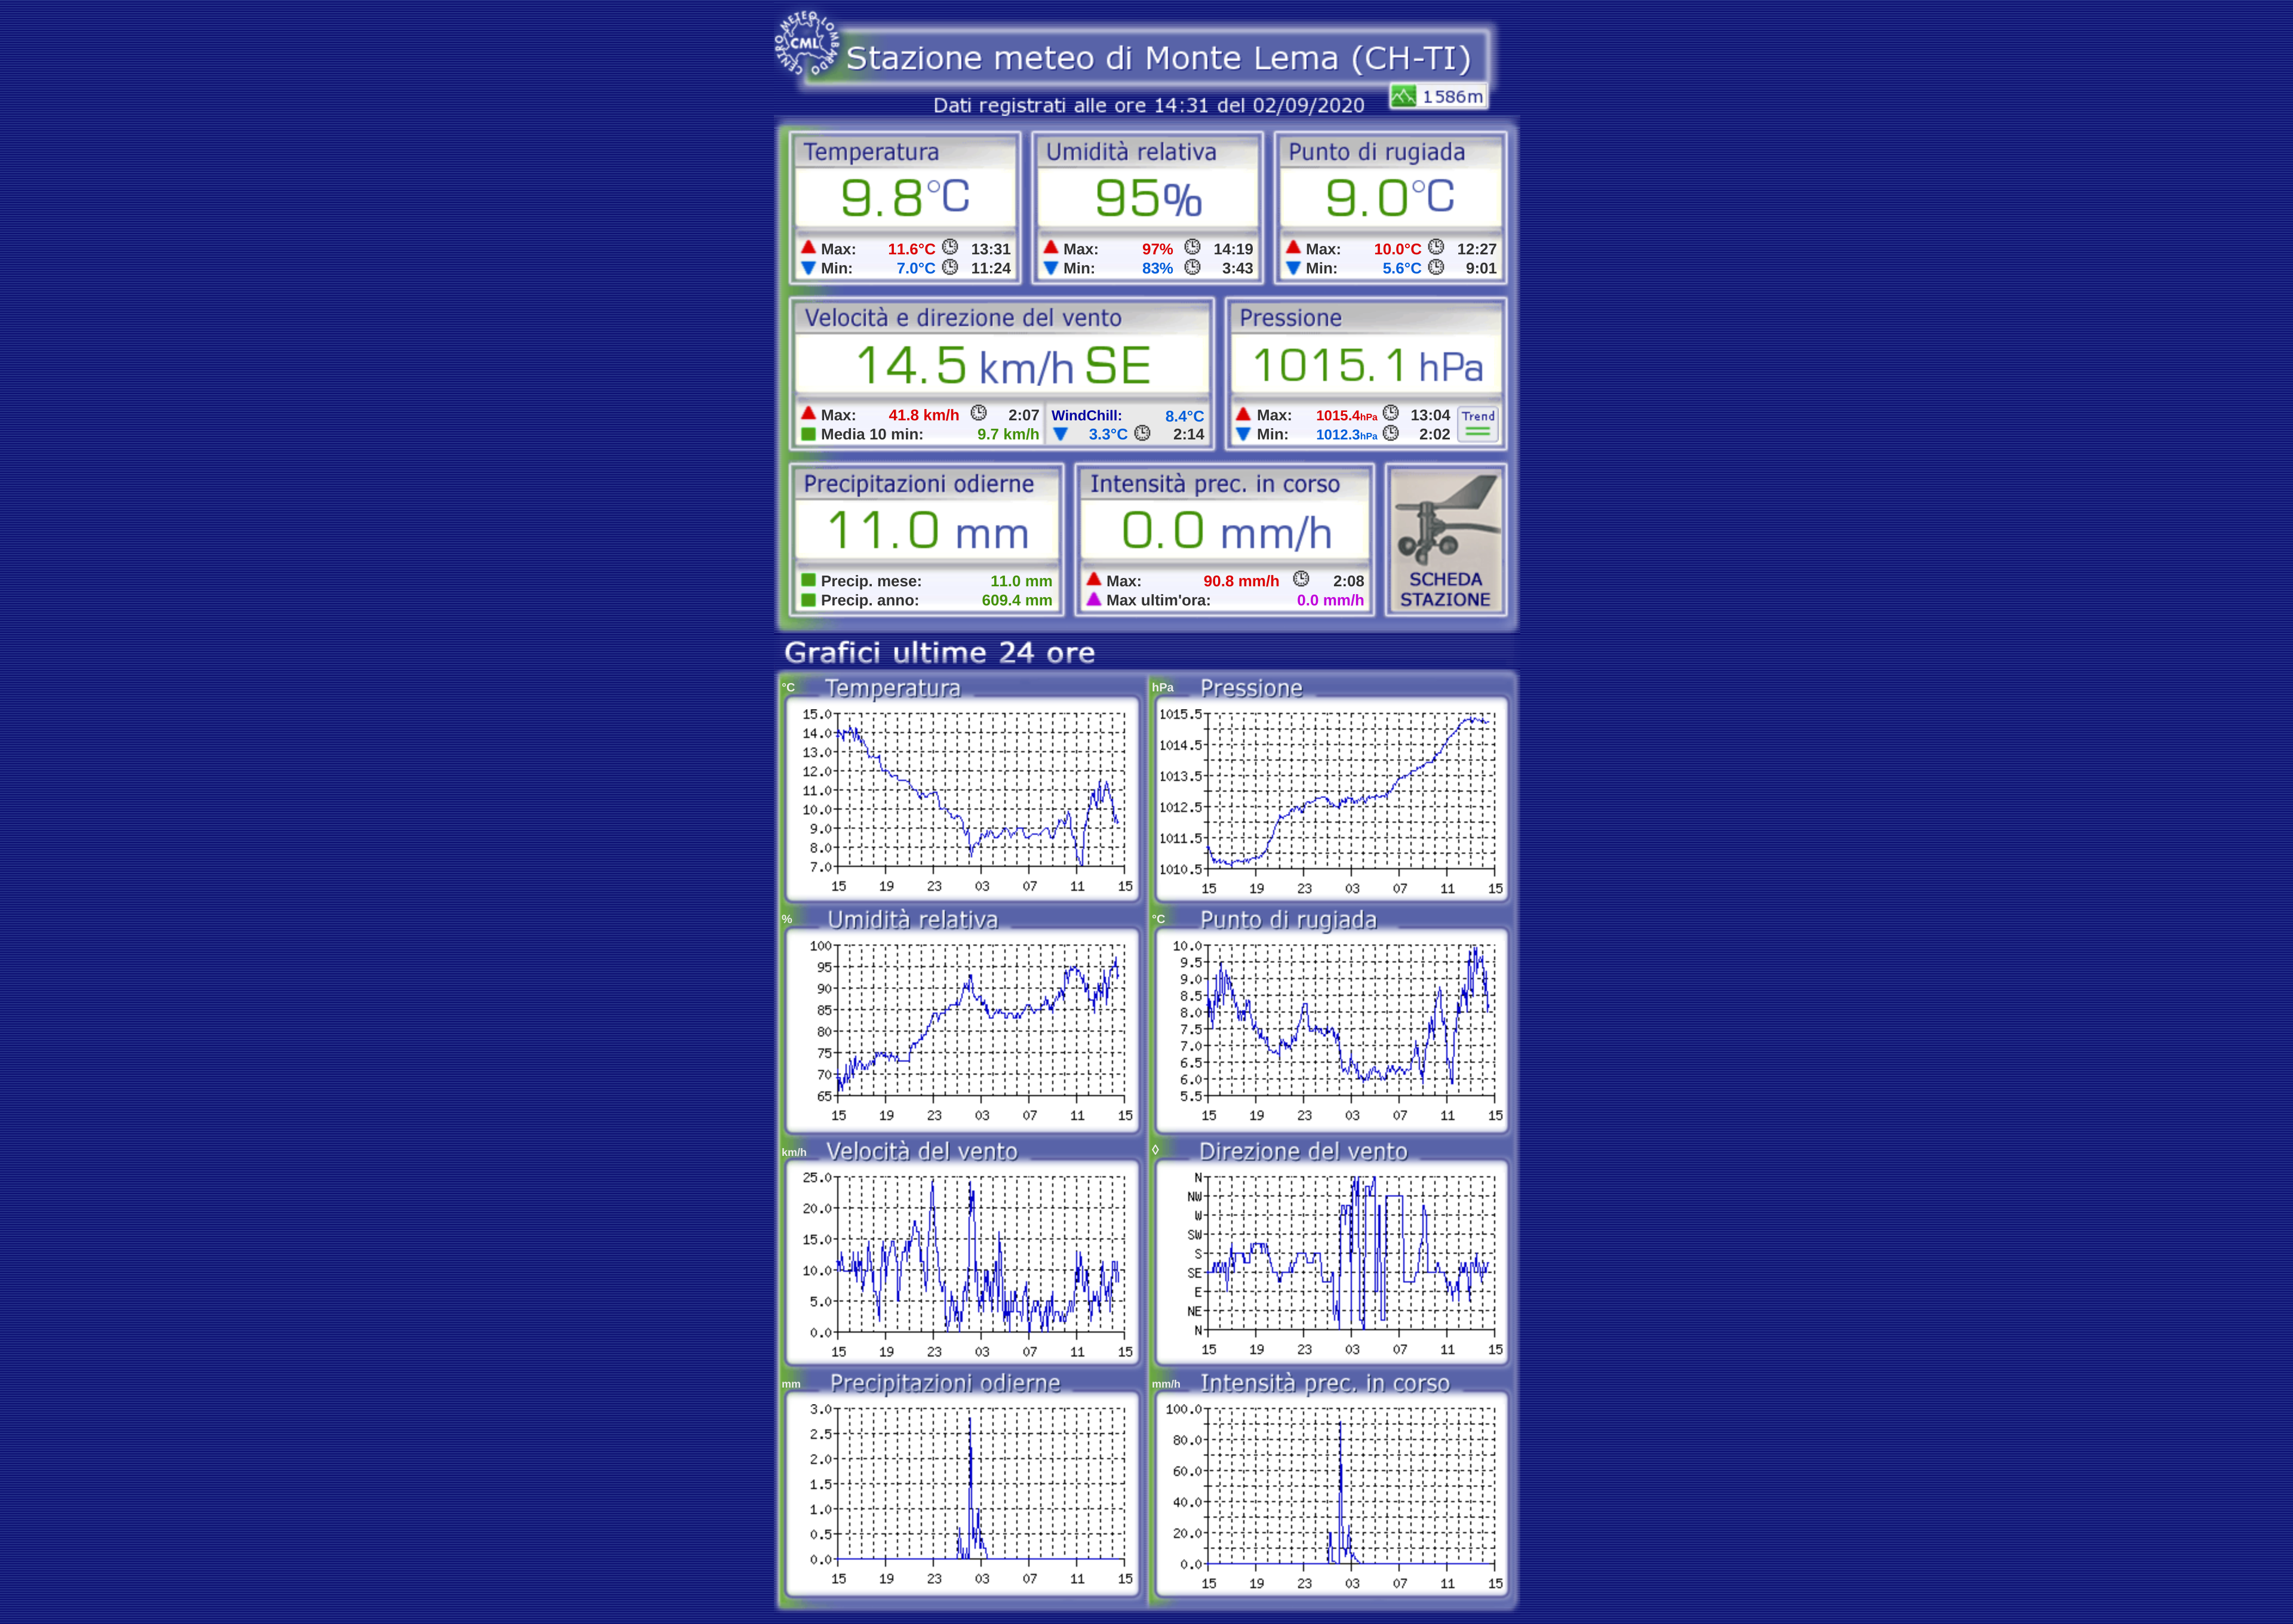 CENTRO METEO LOMBARDO
CML
Stazione meteo di Monte Lema (CH-TI)
1586m
Dati registrati alle ore 14:31 del 02/09/2020
Temperatura
9.8°C
Max: 11.6°C 13:31
Min: 7.0°C 11:24
Umidità relativa
95%
Max: 97% 14:19
Min: 83% 3:43
Punto di rugiada
9.0°C
Max: 10.0°C 12:27
Min: 5.6°C 9:01
Velocità e direzione del vento
14.5 km/h SE
Max: 41.8 km/h 2:07
Media 10 min: 9.7 km/h
WindChill: 8.4°C
3.3°C 2:14
Pressione
1015.1 hPa
Max: 1015.4hPa 13:04
Min: 1012.3hPa 2:02
Trend
Precipitazioni odierne
11.0 mm
Precip. mese: 11.0 mm
Precip. anno: 609.4 mm
Intensità prec. in corso
0.0 mm/h
Max: 90.8 mm/h 2:08
Max ultim'ora: 0.0 mm/h
SCHEDA
STAZIONE
Grafici ultime 24 ore
°C Temperatura
15.0
14.0
13.0
12.0
11.0
10.0
9.0
8.0
7.0
15 19 23 03 07 11 15
hPa Pressione
1015.5
1014.5
1013.5
1012.5
1011.5
1010.5
15 19 23 03 07 11 15
% Umidità relativa
100
95
90
85
80
75
70
65
15 19 23 03 07 11 15
°C Punto di rugiada
10.0
9.5
9.0
8.5
8.0
7.5
7.0
6.5
6.0
5.5
15 19 23 03 07 11 15
km/h Velocità del vento
25.0
20.0
15.0
10.0
5.0
0.0
15 19 23 03 07 11 15
◊ Direzione del vento
N
NW
W
SW
S
SE
E
NE
N
15 19 23 03 07 11 15
mm Precipitazioni odierne
3.0
2.5
2.0
1.5
1.0
0.5
0.0
15 19 23 03 07 11 15
mm/h Intensità prec. in corso
100.0
80.0
60.0
40.0
20.0
0.0
15 19 23 03 07 11 15